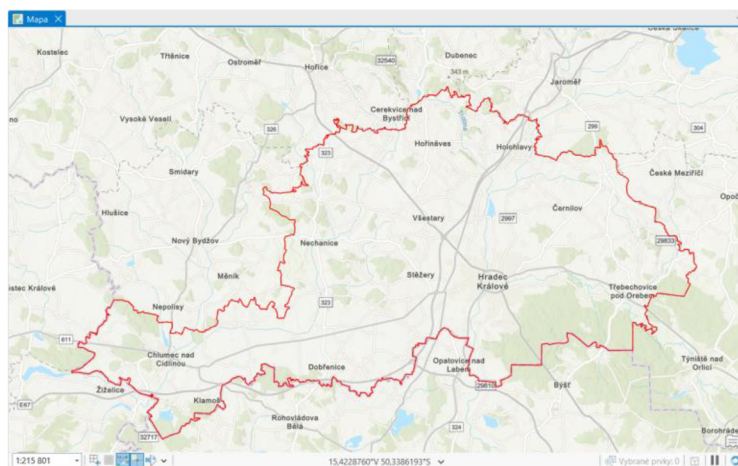 Mapa
Česká Skalice
Kostelec
Třtěnice
Ostroměř
Hořice
32540
Dubenec
343 m
Jaroměř
Cerekvice nad
Bystřicí
Vysoké Veselí
326
323
Hořiněves
Holohlavy
299
304
Smidary
České Meziříčí
Hlušice
Všestary
2997
Černilov
Nový Bydžov
Nechanice
29833
Měník
Stěžery
Hradec
Králové
Třebechovice
pod Orebem
Nepolisy
323
611
Chlumec nad
Cidlinou
Dobřenice
Opatovice nad
Labem
Týniště nad
Orlicí
Žiželice
Býšť
29810
E67
Klamoš
Rohovládova
Bělá
324
32717
1:215 801
15,4228760°V 50,3386193°S
Vybrané prvky: 0